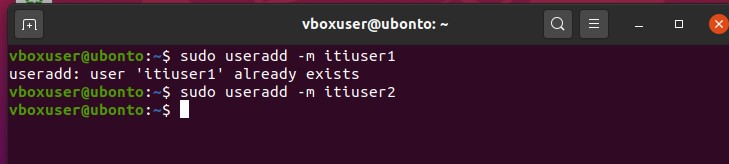 vboxuser@ubonto: ~
vboxuser@ubonto:~$ sudo useradd -m itiuser1
useradd: user 'itiuser1' already exists
vboxuser@ubonto:~$ sudo useradd -m itiuser2
vboxuser@ubonto:~$